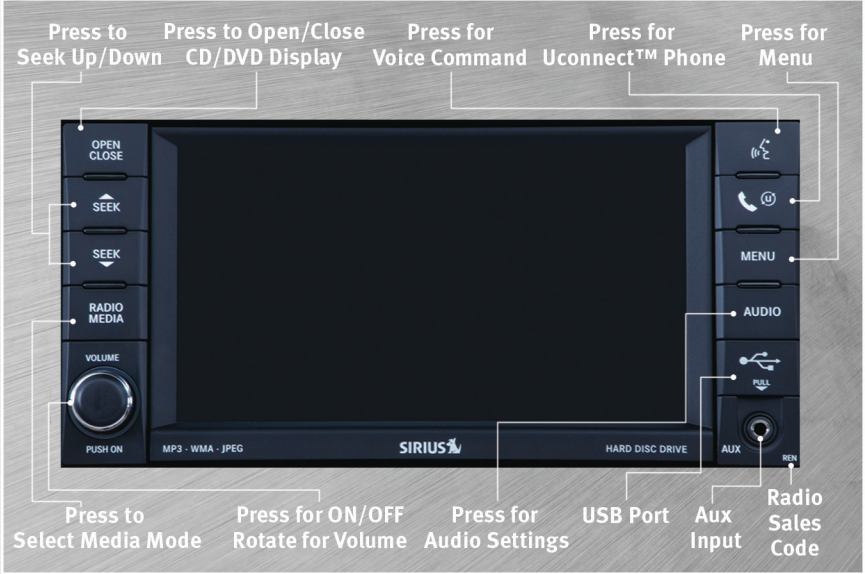 Press to
Seek Up/Down
Press to Open/Close
CD/DVD Display
Press for
Voice Command
Press for
Uconnect™ Phone
Press for
Menu
OPEN
CLOSE
SEEK
SEEK
RADIO
MEDIA
VOLUME
PUSH ON
MP3 - WMA - JPEG
SIRIUS
HARD DISC DRIVE
U
MENU
AUDIO
PULL
AUX
REN
Press to
Select Media Mode
Press for ON/OFF
Rotate for Volume
Press for
Audio Settings
USB Port
Aux
Input
Radio
Sales
Code